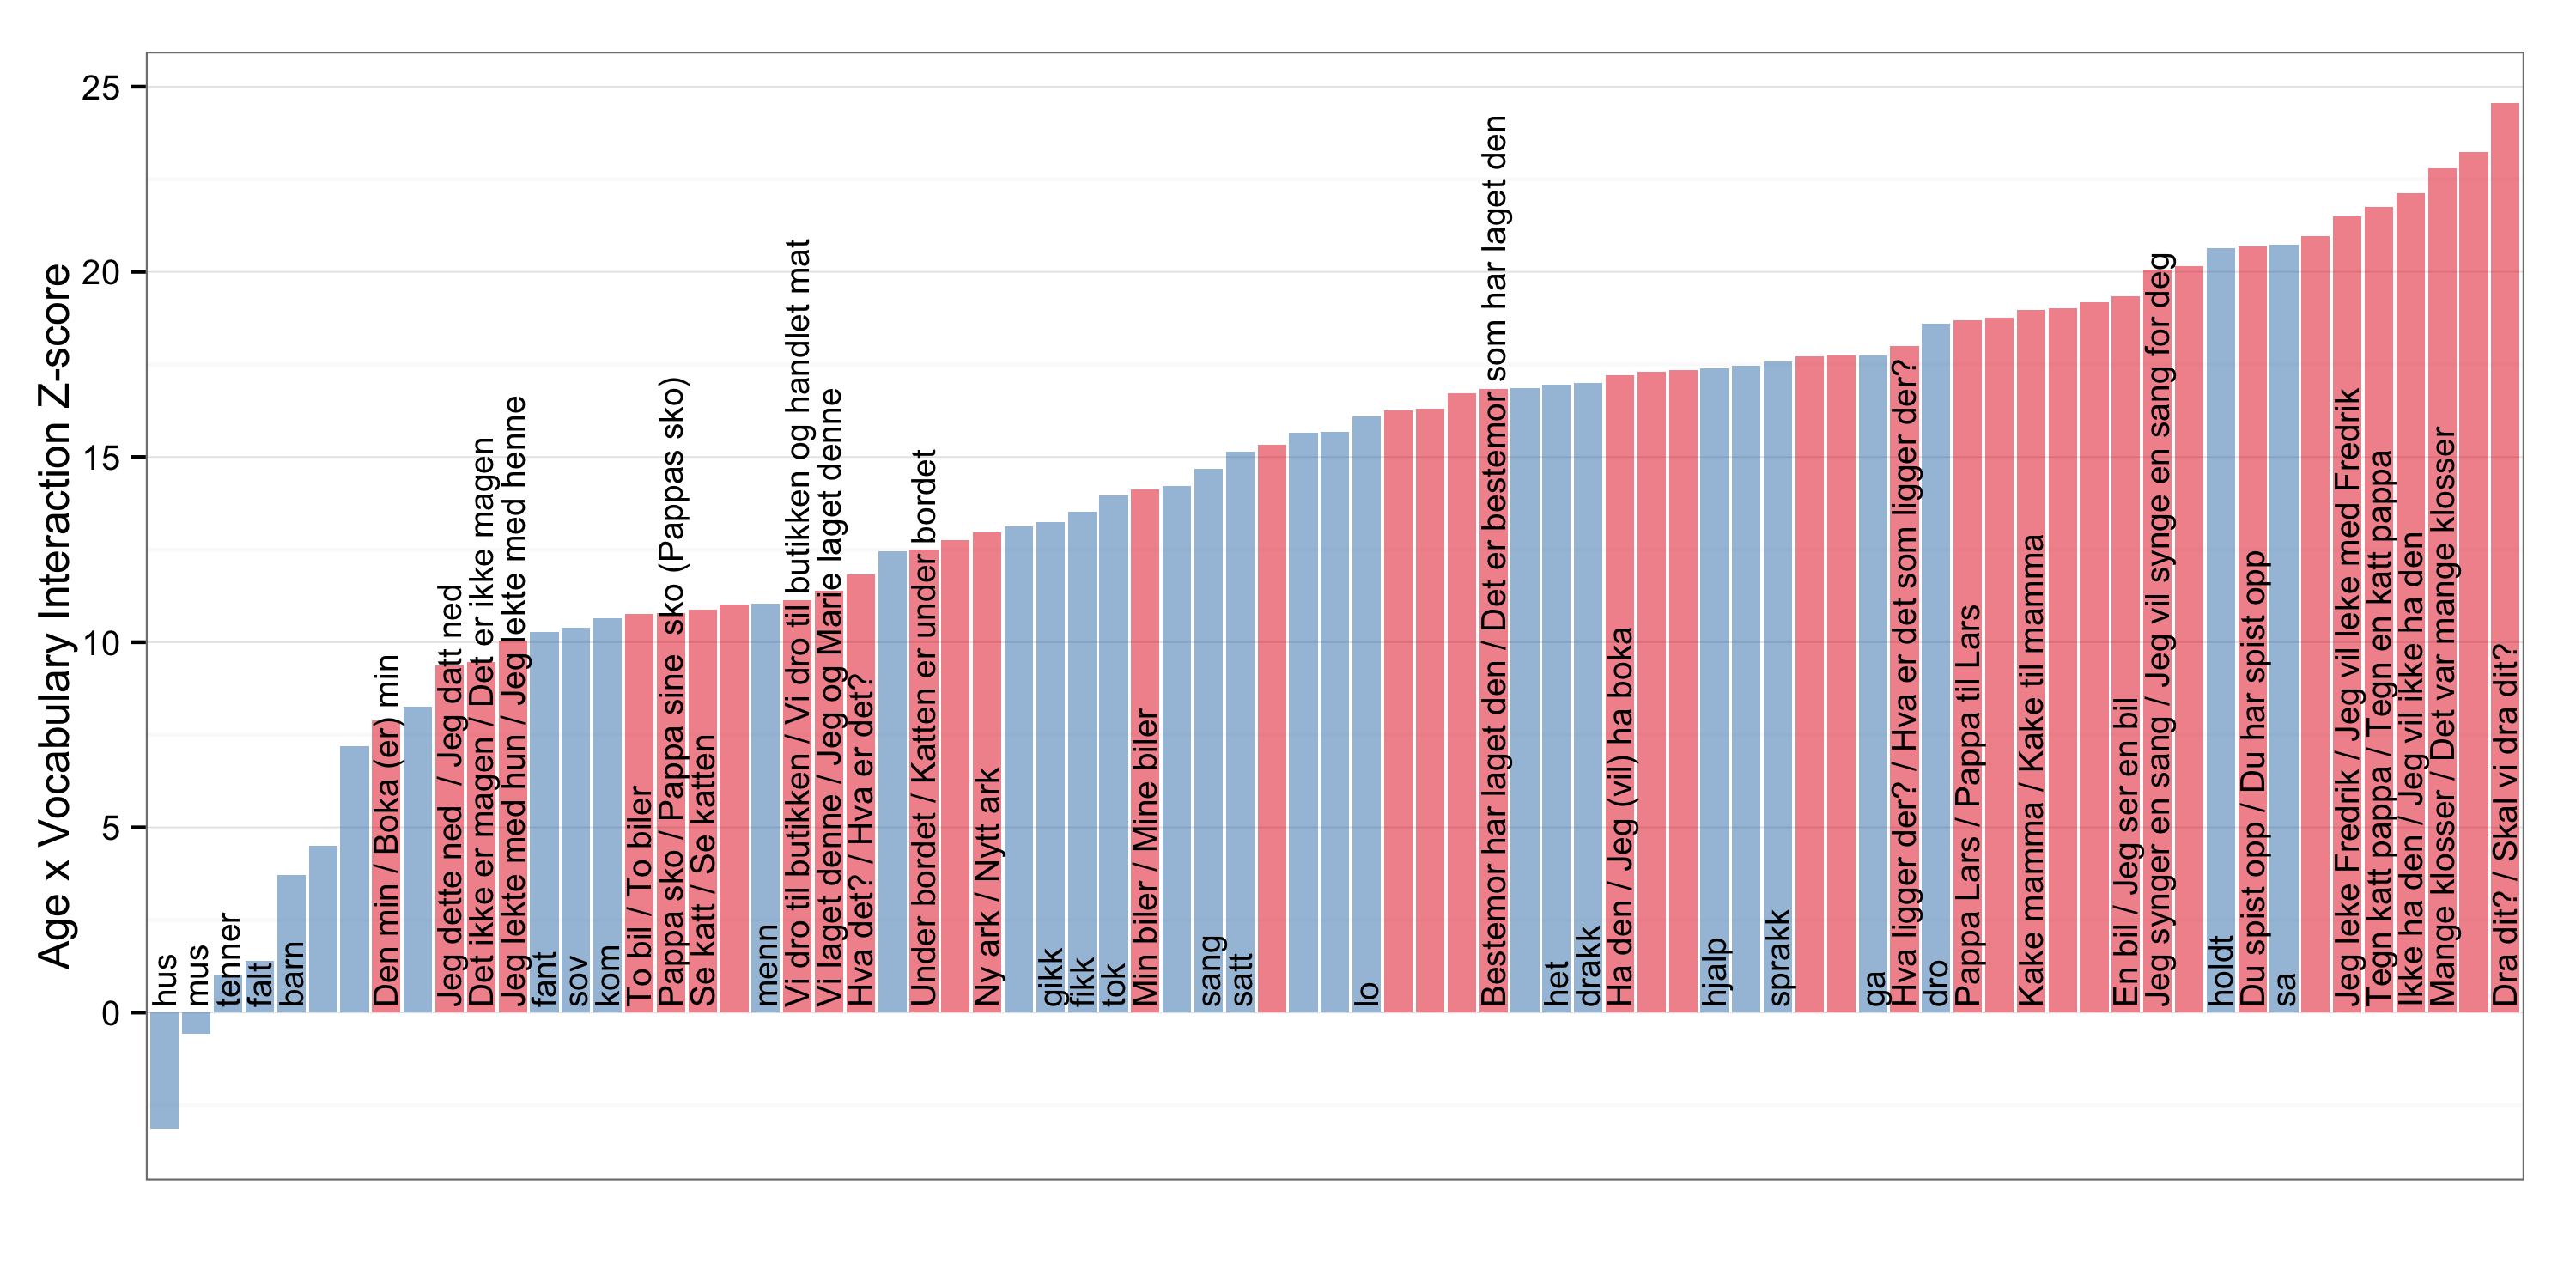 Age x Vocabulary Interaction Z-score
25
20
15
10
5
0
hus
mus
tenner
falt
barn
Den min / Boka (er) min
Jeg dette ned  / Jeg datt ned
Det ikke er magen / Det er ikke magen
Jeg lekte med hun / Jeg lekte med henne
fant
sov
kom
To bil / To biler
Pappa sko / Pappa sine  sko (Pappas sko)
Se katt / Se katten
menn
Vi dro til butikken / Vi dro til butikken og handlet mat
Vi laget denne / Jeg og Marie laget denne
Hva det? / Hva er det?
Under bordet / Katten er under bordet
Ny ark / Nytt ark
gikk
fikk
tok
Min biler / Mine biler
sang
satt
lo
Bestemor har laget den / Det er bestemor som har laget den
het
drakk
Ha den / Jeg (vil) ha boka
hjalp
sprakk
ga
Hva ligger der? / Hva er det som ligger der?
dro
Pappa Lars / Pappa til Lars
Kake mamma / Kake til mamma
En bil / Jeg ser en bil
Jeg synger en sang / Jeg vil synge en sang for deg
holdt
Du spist opp / Du har spist opp
sa
Jeg leke Fredrik / Jeg vil leke med Fredrik
Tegn katt pappa / Tegn en katt pappa
Ikke ha den / Jeg vil ikke ha den
Mange klosser / Det var mange klosser
Dra dit? / Skal vi dra dit?